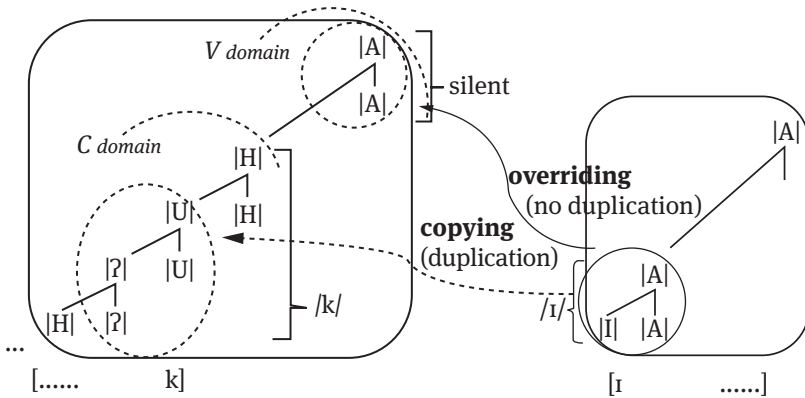 V domain
|A|
|A|
silent
C domain
|H|
|H|
|A|
overriding
(no duplication)
|U|
|U|
copying
(duplication)
|ʔ|
|ʔ|
|H|
/k/
|A|
/ɪ/
|I| |A|
...
[...... k]
[ɪ ......]